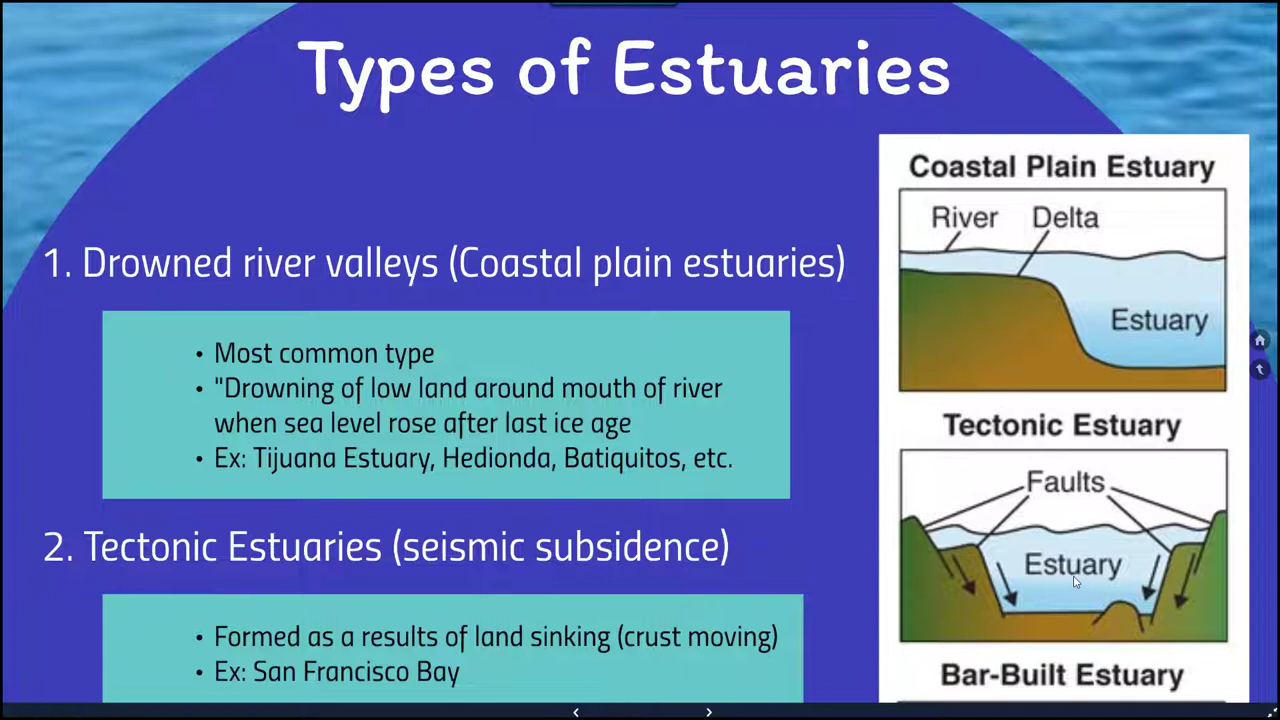 Types of Estuaries
1. Drowned river valleys (Coastal plain estuaries)
• Most common type
• "Drowning of low land around mouth of river
when sea level rose after last ice age
• Ex: Tijuana Estuary, Hedionda, Batiquitos, etc.
2. Tectonic Estuaries (seismic subsidence)
• Formed as a results of land sinking (crust moving)
• Ex: San Francisco Bay
Coastal Plain Estuary
River Delta
Estuary
Tectonic Estuary
Faults
Estuary
Bar-Built Estuary